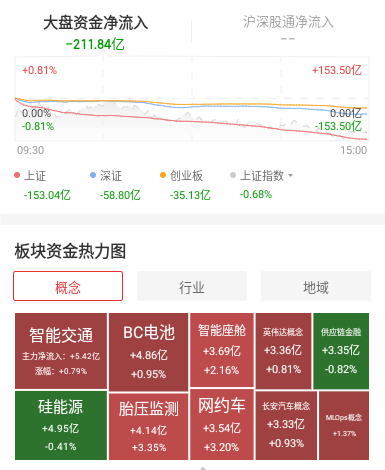 大盘资金净流入
沪深股通净流入
-211.84亿
--
+0.81%
+153.50亿
0.00%
0.00亿
-0.81%
-153.50亿
09:30
15:00
上证
深证
创业板
上证指数
-153.04亿
-58.80亿
-35.13亿
-0.68%
板块资金热力图
概念
行业
地域
智能交通
主力净流入：+5.42亿
涨幅：+0.79%
BC电池
+4.86亿
+0.95%
智能座舱
+3.69亿
+2.16%
英伟达概念
+3.36亿
+0.81%
供应链金融
+3.35亿
-0.82%
硅能源
+4.95亿
-0.41%
胎压监测
+4.14亿
+3.35%
网约车
+3.54亿
+3.20%
长安汽车概念
+3.33亿
+0.93%
MLOps概念
+1.37%